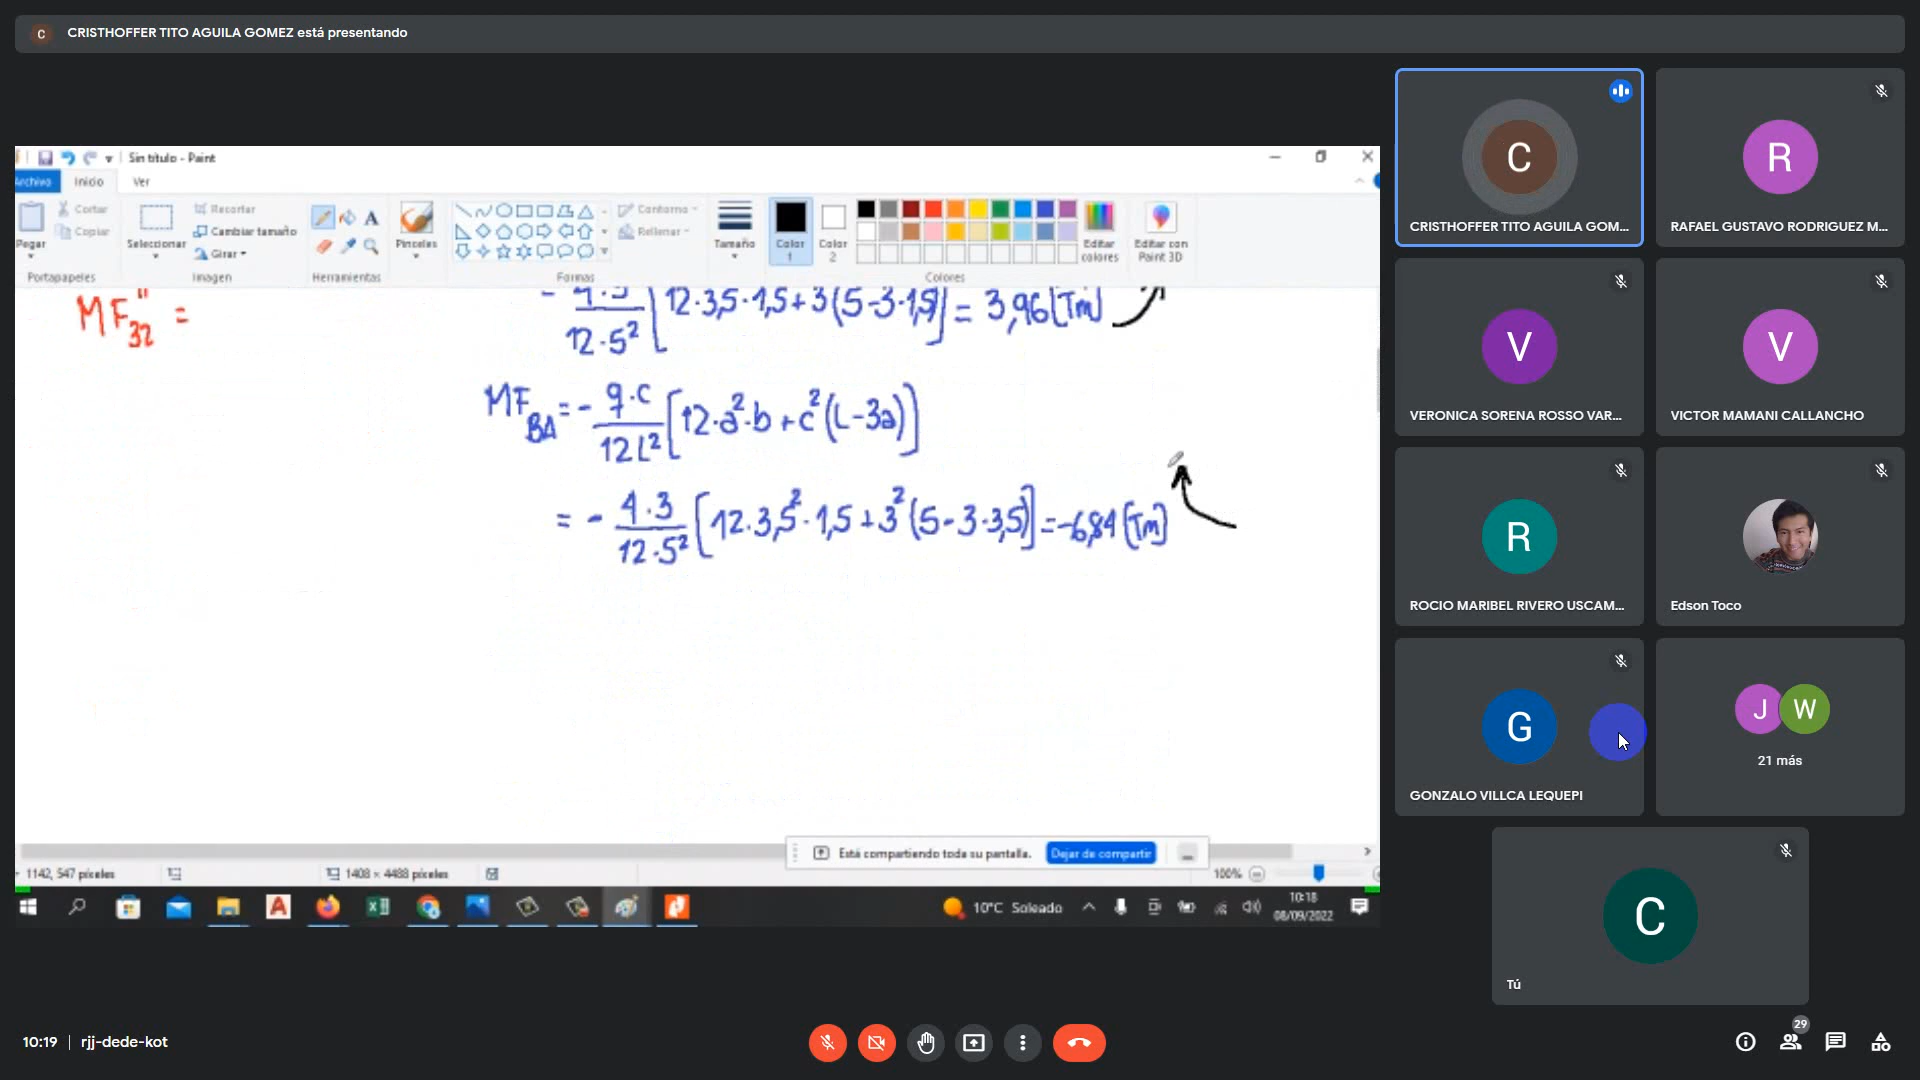 C CRISTHOFFER TITO AGUILA GOMEZ está presentando
Sin título - Paint
Archivo Inicio Ver
Pegar
Cortar
Copiar
Portapapeles
Seleccionar
Recortar
Cambiar tamaño
Girar
Imagen
A
Herramientas
Pinceles
Contorno
Rellenar
Formas
Tamaño
Color 1
Color 2
Editar colores
Editar con Paint 3D
Colores
MF₃₂'' =
- 4·3/12·5² [12·3,5·1,5+3(5-3·1,5)] = 3,96[Tm]
MF_BA = - q·c/12L² [12·a²·b + c²(L-3a)]
= - 4·3/12·5² [12·3,5²·1,5 + 3²(5-3·3,5)] = -6,84[Tm]
Está compartiendo toda su pantalla. Dejar de compartir
1142, 547 píxeles
1408 × 4488 píxeles
100%
10°C Soleado
10:18
08/09/2022
C
CRISTHOFFER TITO AGUILA GOM...
R
RAFAEL GUSTAVO RODRIGUEZ M...
V
VERONICA SORENA ROSSO VAR...
V
VICTOR MAMANI CALLANCHO
R
ROCIO MARIBEL RIVERO USCAM...
Edson Toco
G
GONZALO VILLCA LEQUEPI
J W
21 más
C
Tú
10:19 | rjj-dede-kot
29